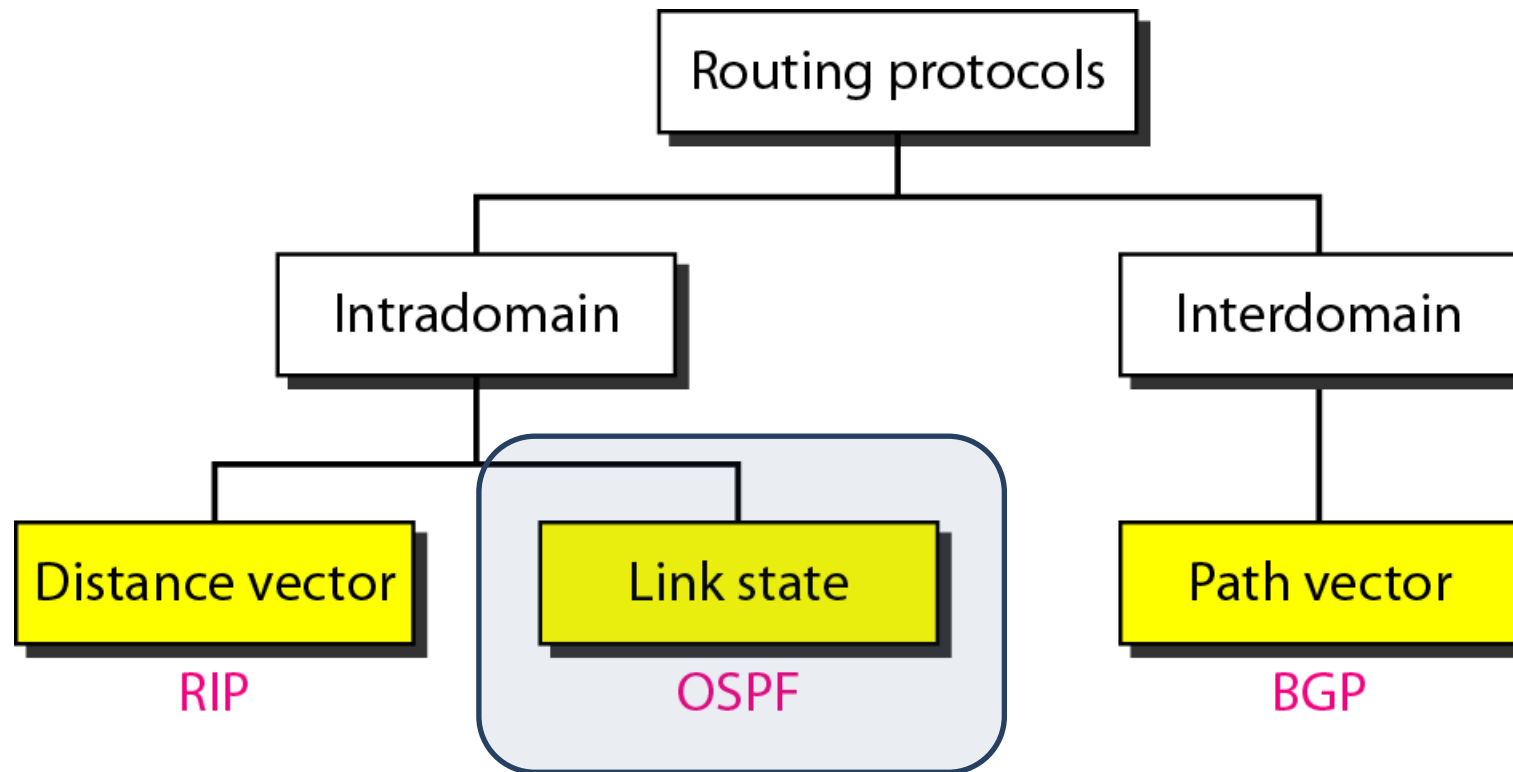 Routing protocols
Intradomain
Interdomain
Distance vector
Link state
Path vector
RIP
OSPF
BGP